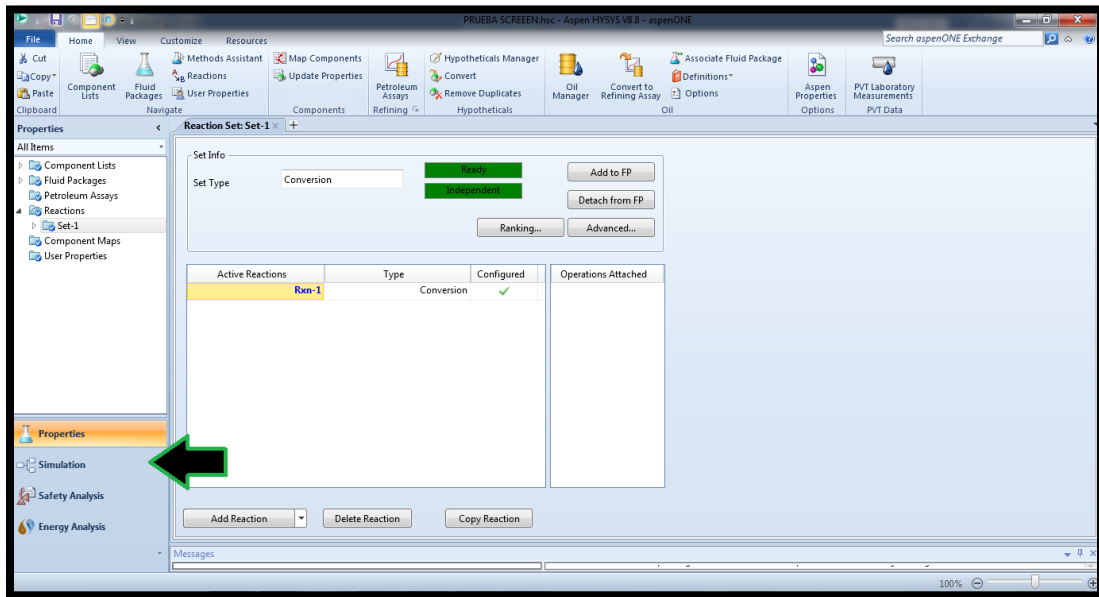 PRUEBA SCREEEN.hsc - Aspen HYSYS V8.8 - aspenONE
File Home View Customize Resources Search aspenONE Exchange
Cut
Copy
Paste
Clipboard
Component Lists
Fluid Packages
Methods Assistant
Reactions
User Properties
Navigate
Map Components
Update Properties
Components
Petroleum Assays
Refining
Hypotheticals Manager
Convert
Remove Duplicates
Hypotheticals
Oil Manager
Convert to Refining Assay
Associate Fluid Package
Definitions
Options
Oil
Aspen Properties
Options
PVT Laboratory Measurements
PVT Data
Properties
All Items
Component Lists
Fluid Packages
Petroleum Assays
Reactions
Set-1
Component Maps
User Properties
Properties
Simulation
Safety Analysis
Energy Analysis
Reaction Set: Set-1
Set Info
Set Type Conversion
Ready
Independent
Add to FP
Detach from FP
Ranking... Advanced...
Active Reactions Type Configured Operations Attached
Rxn-1 Conversion
Add Reaction Delete Reaction Copy Reaction
Messages
100%